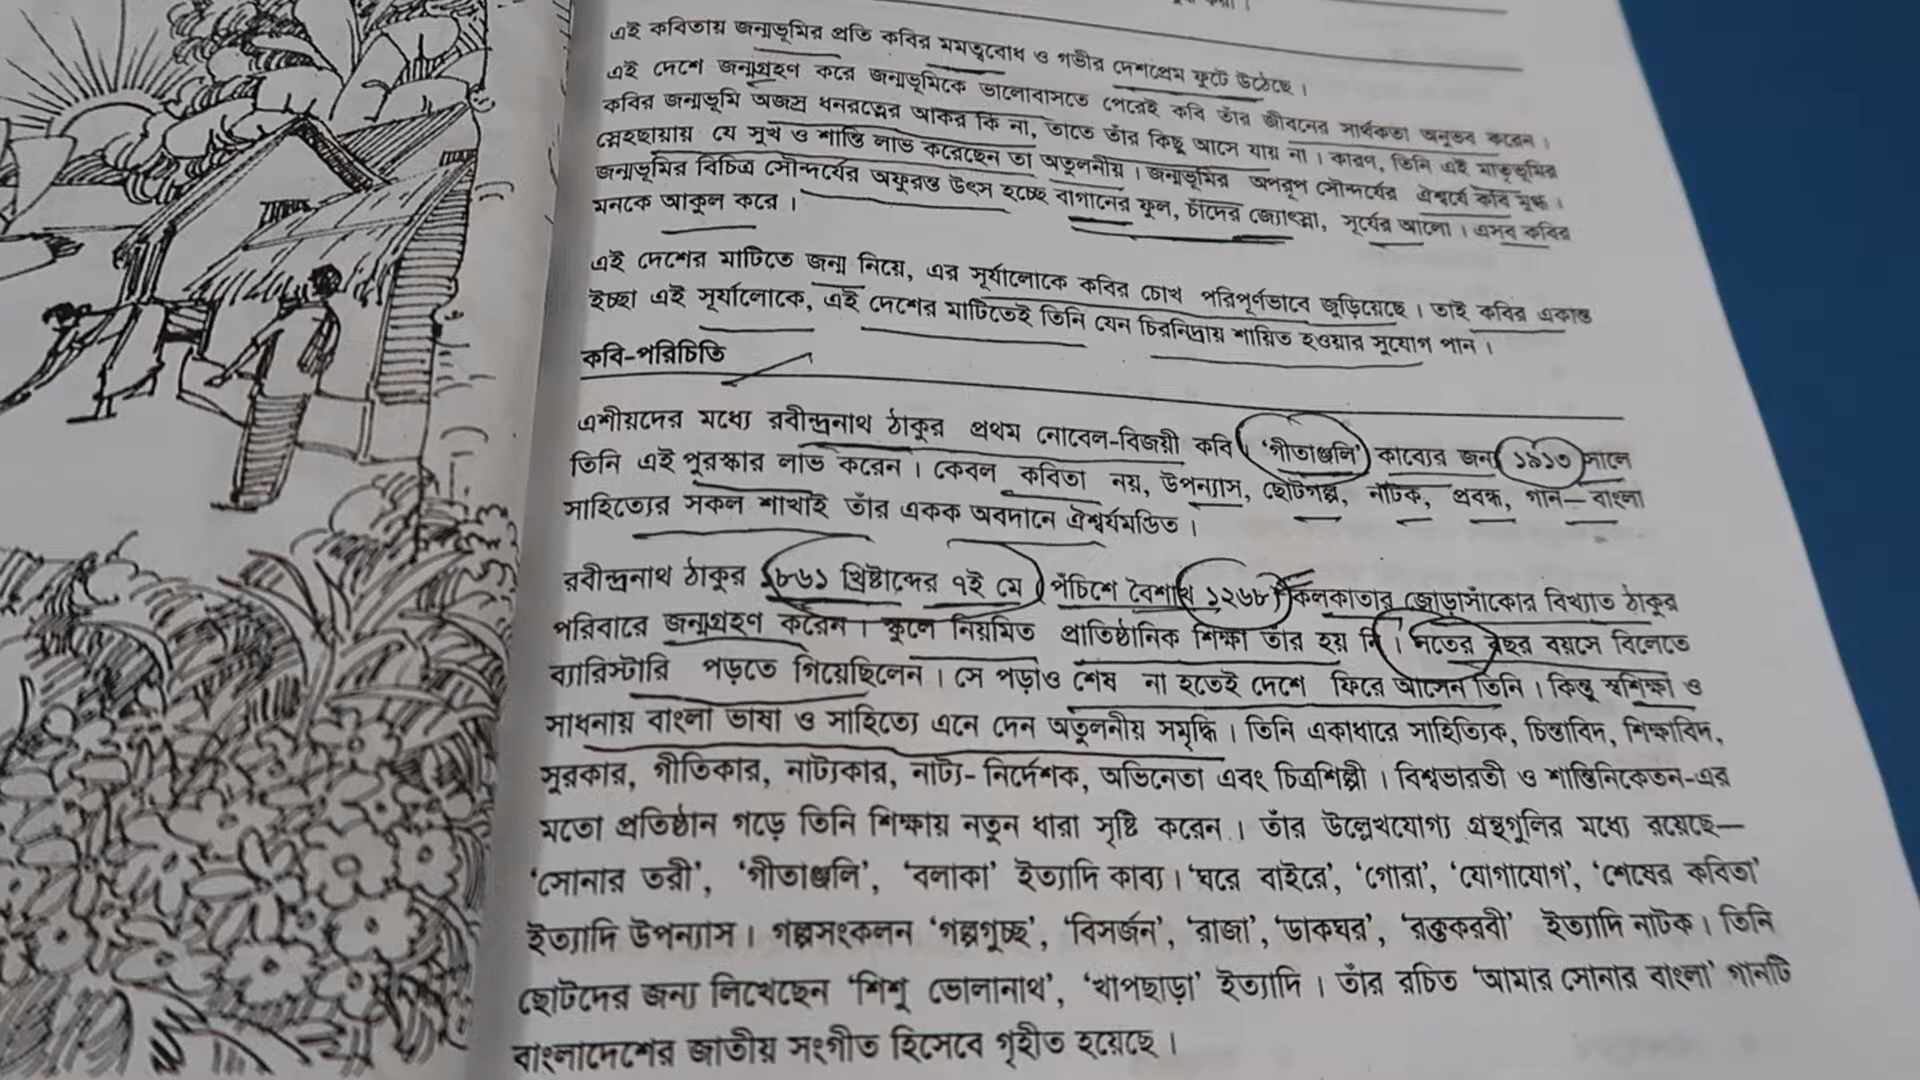 এই কবিতায় জন্মভূমির প্রতি কবির মমত্ববোধ ও গভীর দেশপ্রেম ফুটে উঠেছে।
এই দেশে জন্মগ্রহণ করে জন্মভূমিকে ভালোবাসতে পেরেই কবি তাঁর জীবনের সার্থকতা অনুভব করেন।
কবির জন্মভূমি অজস্র ধনরত্নের আকর কি না, তাতে তাঁর কিছু আসে যায় না। কারণ, তিনি এই মাতৃভূমির
স্নেহছায়ায় যে সুখ ও শান্তি লাভ করেছেন তা অতুলনীয়। জন্মভূমির অপরূপ সৌন্দর্যের ঐশ্বর্যে কবি মুগ্ধ।
জন্মভূমির বিচিত্র সৌন্দর্যের অফুরন্ত উৎস হচ্ছে বাগানের ফুল, চাঁদের জ্যোৎস্না, সূর্যের আলো। এসব কবির
মনকে আকুল করে।
এই দেশের মাটিতে জন্ম নিয়ে, এর সূর্যালোকে কবির চোখ পরিপূর্ণভাবে জুড়িয়েছে। তাই কবির একান্ত
ইচ্ছা এই সূর্যালোকে, এই দেশের মাটিতেই তিনি যেন চিরনিদ্রায় শায়িত হওয়ার সুযোগ পান।
কবি-পরিচিতি
এশীয়দের মধ্যে রবীন্দ্রনাথ ঠাকুর প্রথম নোবেল-বিজয়ী কবি। ‘গীতাঞ্জলি’ কাব্যের জন্য ১৯১৩ সালে
তিনি এই পুরস্কার লাভ করেন। কেবল কবিতা নয়, উপন্যাস, ছোটগল্প, নাটক, প্রবন্ধ, গান— বাংলা
সাহিত্যের সকল শাখাই তাঁর একক অবদানে ঐশ্বর্যমণ্ডিত।
রবীন্দ্রনাথ ঠাকুর ১৮৬১ খ্রিষ্টাব্দের ৭ই মে (পঁচিশে বৈশাখ ১২৬৮) কলকাতার জোড়াসাঁকোর বিখ্যাত ঠাকুর
পরিবারে জন্মগ্রহণ করেন। স্কুলে নিয়মিত প্রাতিষ্ঠানিক শিক্ষা তাঁর হয় নি। সতের বছর বয়সে বিলেতে
ব্যারিস্টারি পড়তে গিয়েছিলেন। সে পড়াও শেষ না হতেই দেশে ফিরে আসেন তিনি। কিন্তু স্বশিক্ষা ও
সাধনায় বাংলা ভাষা ও সাহিত্যে এনে দেন অতুলনীয় সমৃদ্ধি। তিনি একাধারে সাহিত্যিক, চিন্তাবিদ, শিক্ষাবিদ,
সুরকার, গীতিকার, নাট্যকার, নাট্য- নির্দেশক, অভিনেতা এবং চিত্রশিল্পী। বিশ্বভারতী ও শান্তিনিকেতন-এর
মতো প্রতিষ্ঠান গড়ে তিনি শিক্ষায় নতুন ধারা সৃষ্টি করেন। তাঁর উল্লেখযোগ্য গ্রন্থগুলির মধ্যে রয়েছে—
‘সোনার তরী’, ‘গীতাঞ্জলি’, ‘বলাকা’ ইত্যাদি কাব্য। ‘ঘরে বাইরে’, ‘গোরা’, ‘যোগাযোগ’, ‘শেষের কবিতা’
ইত্যাদি উপন্যাস। গল্পসংকলন ‘গল্পগুচ্ছ’, ‘বিসর্জন’, ‘রাজা’, ‘ডাকঘর’, ‘রক্তকরবী’ ইত্যাদি নাটক। তিনি
ছোটদের জন্য লিখেছেন ‘শিশু ভোলানাথ’, ‘খাপছাড়া’ ইত্যাদি। তাঁর রচিত ‘আমার সোনার বাংলা’ গানটি
বাংলাদেশের জাতীয় সংগীত হিসেবে গৃহীত হয়েছে।